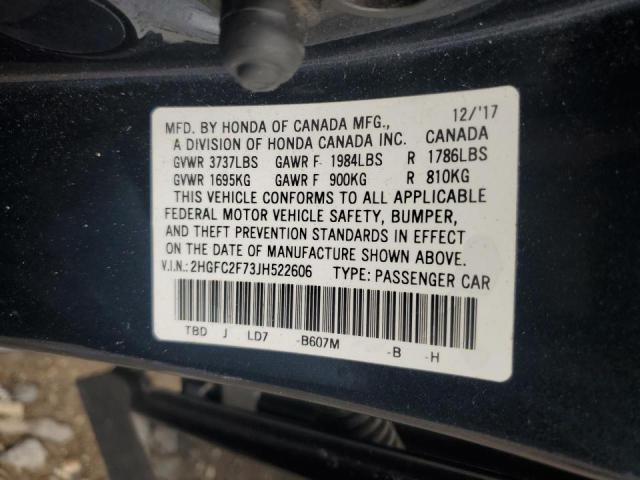 12/'17
MFD. BY HONDA OF CANADA MFG.,
A DIVISION OF HONDA CANADA INC. CANADA
GVWR 3737LBS GAWR F 1984LBS R 1786LBS
GVWR 1695KG GAWR F 900KG R 810KG
THIS VEHICLE CONFORMS TO ALL APPLICABLE
FEDERAL MOTOR VEHICLE SAFETY, BUMPER,
AND THEFT PREVENTION STANDARDS IN EFFECT
ON THE DATE OF MANUFACTURE SHOWN ABOVE.
V.I.N.: 2HGFC2F73JH522606 TYPE: PASSENGER CAR
TBD J LD7 -B607M -B -H